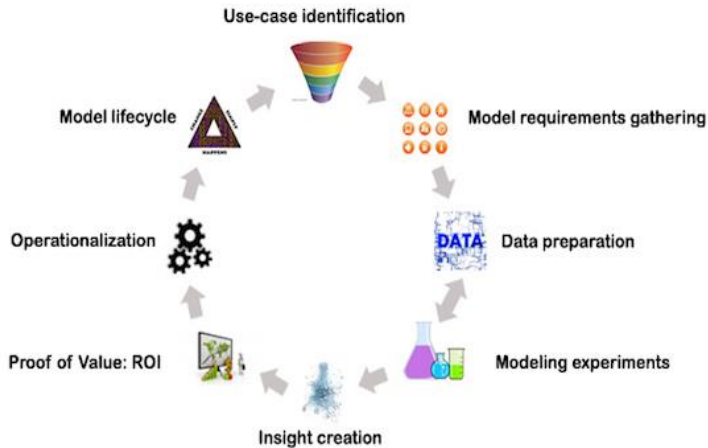 Use-case identification
Model lifecycle
Model requirements gathering
Operationalization
DATA
Data preparation
Proof of Value: ROI
Modeling experiments
Insight creation